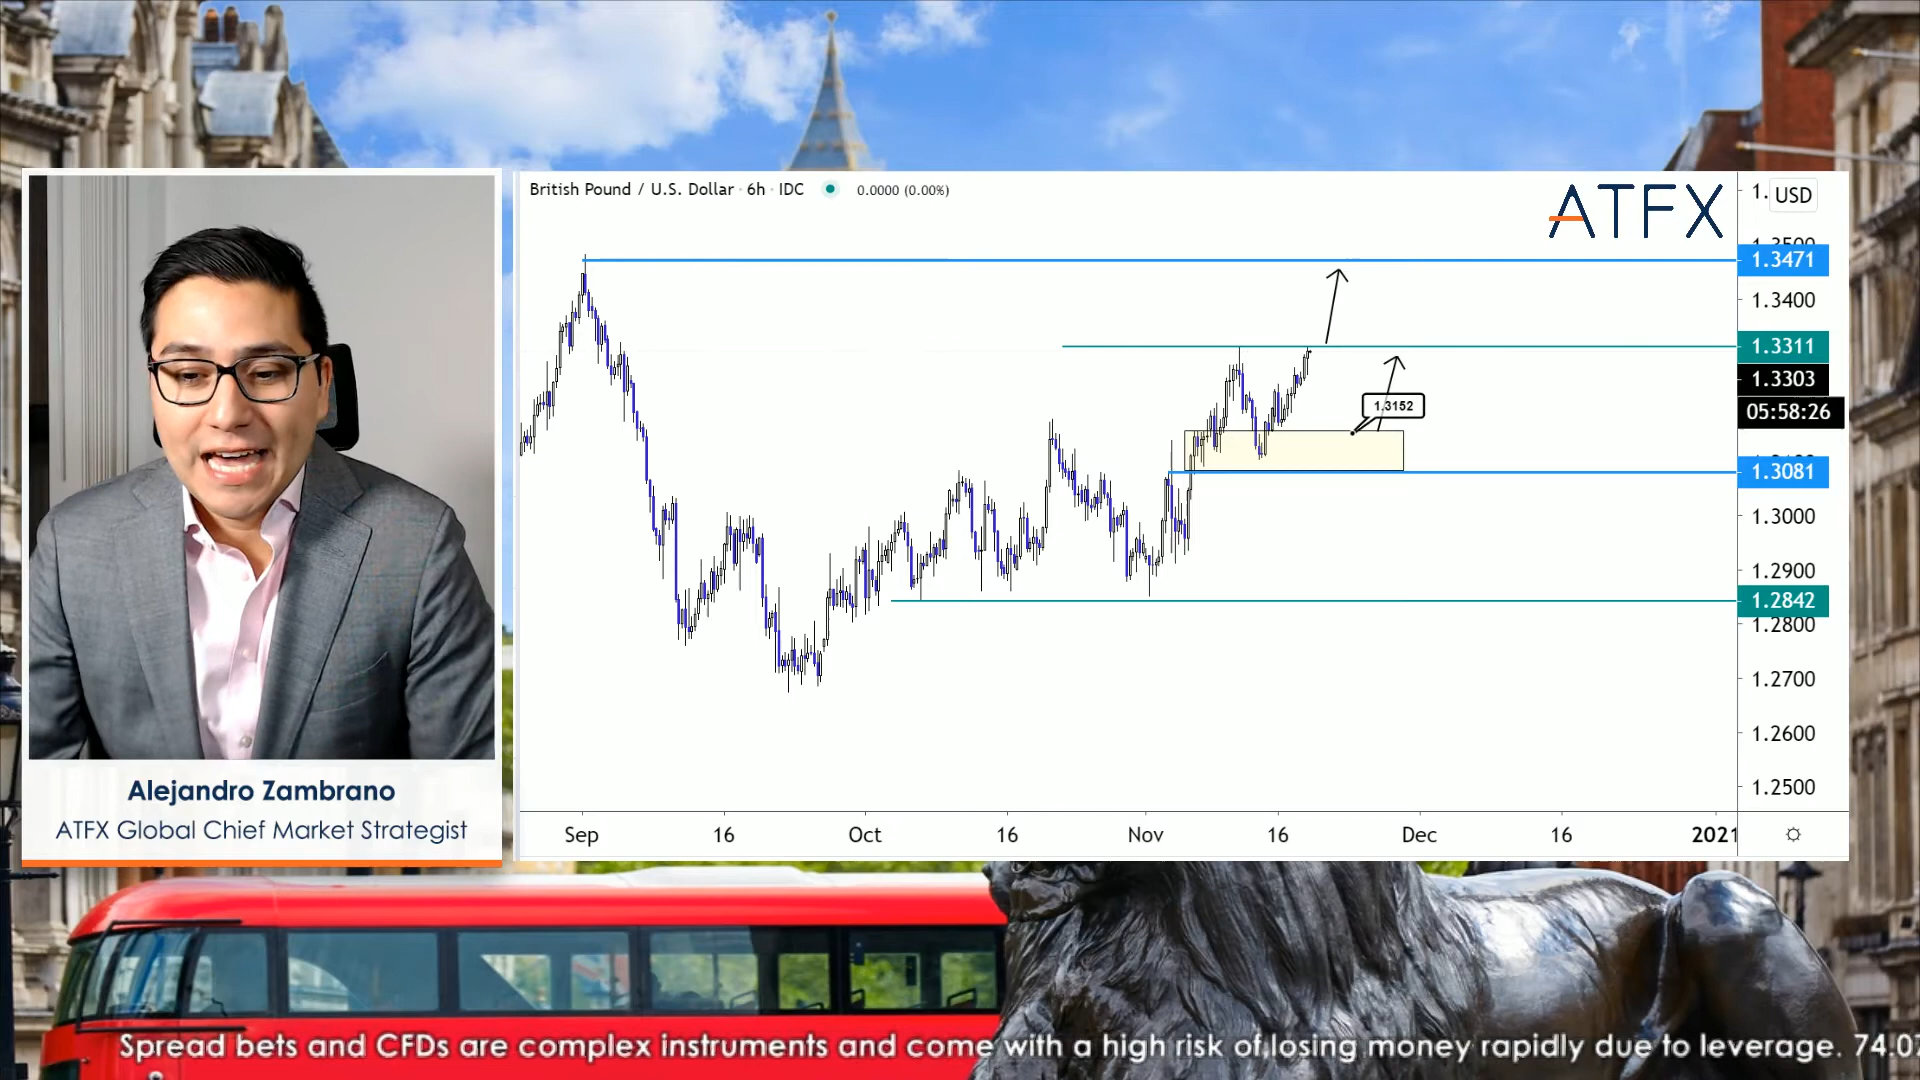 British Pound / U.S. Dollar · 6h · IDC 0.0000 (0.00%)
ATFX
USD
1.3471
1.3400
1.3311
1.3303
05:58:26
1.3152
1.3081
1.3000
1.2900
1.2842
1.2800
1.2700
1.2600
1.2500
Sep 16 Oct 16 Nov 16 Dec 16 2021
Alejandro Zambrano
ATFX Global Chief Market Strategist
Spread bets and CFDs are complex instruments and come with a high risk of losing money rapidly due to leverage. 74.0